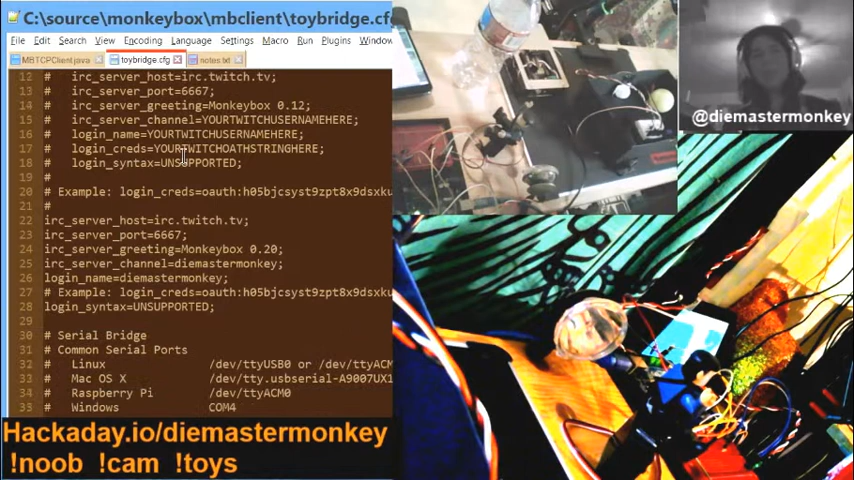 C:\source\monkeybox\mbclient\toybridge.cf
File Edit Search View Encoding Language Settings Macro Run Plugins Window
MBTCPClient.java toybridge.cfg notes.txt
12 # irc_server_host=irc.twitch.tv;
13 # irc_server_port=6667;
14 # irc_server_greeting=Monkeybox 0.12;
15 # irc_server_channel=YOURTWITCHUSERNAMEHERE;
16 # login_name=YOURTWITCHUSERNAMEHERE;
17 # login_creds=YOURTWITCHOATHSTRINGHERE;
18 # login_syntax=UNSUPPORTED;
19 #
20 # Example: login_creds=oauth:h05bjcsyst9zpt8x9dsxku
21 #
22 irc_server_host=irc.twitch.tv;
23 irc_server_port=6667;
24 irc_server_greeting=Monkeybox 0.20;
25 irc_server_channel=diemastermonkey;
26 login_name=diemastermonkey;
27 # Example: login_creds=oauth:h05bjcsyst9zpt8x9dsxku
28 login_syntax=UNSUPPORTED;
29
30 # Serial Bridge
31 # Common Serial Ports
32 # Linux /dev/ttyUSB0 or /dev/ttyACM
33 # Mac OS X /dev/tty.usbserial-A9007UX1
34 # Raspberry Pi /dev/ttyACM0
33 # Windows COM4
Hackaday.io/diemastermonkey
!noob !cam !toys
@diemastermonkey